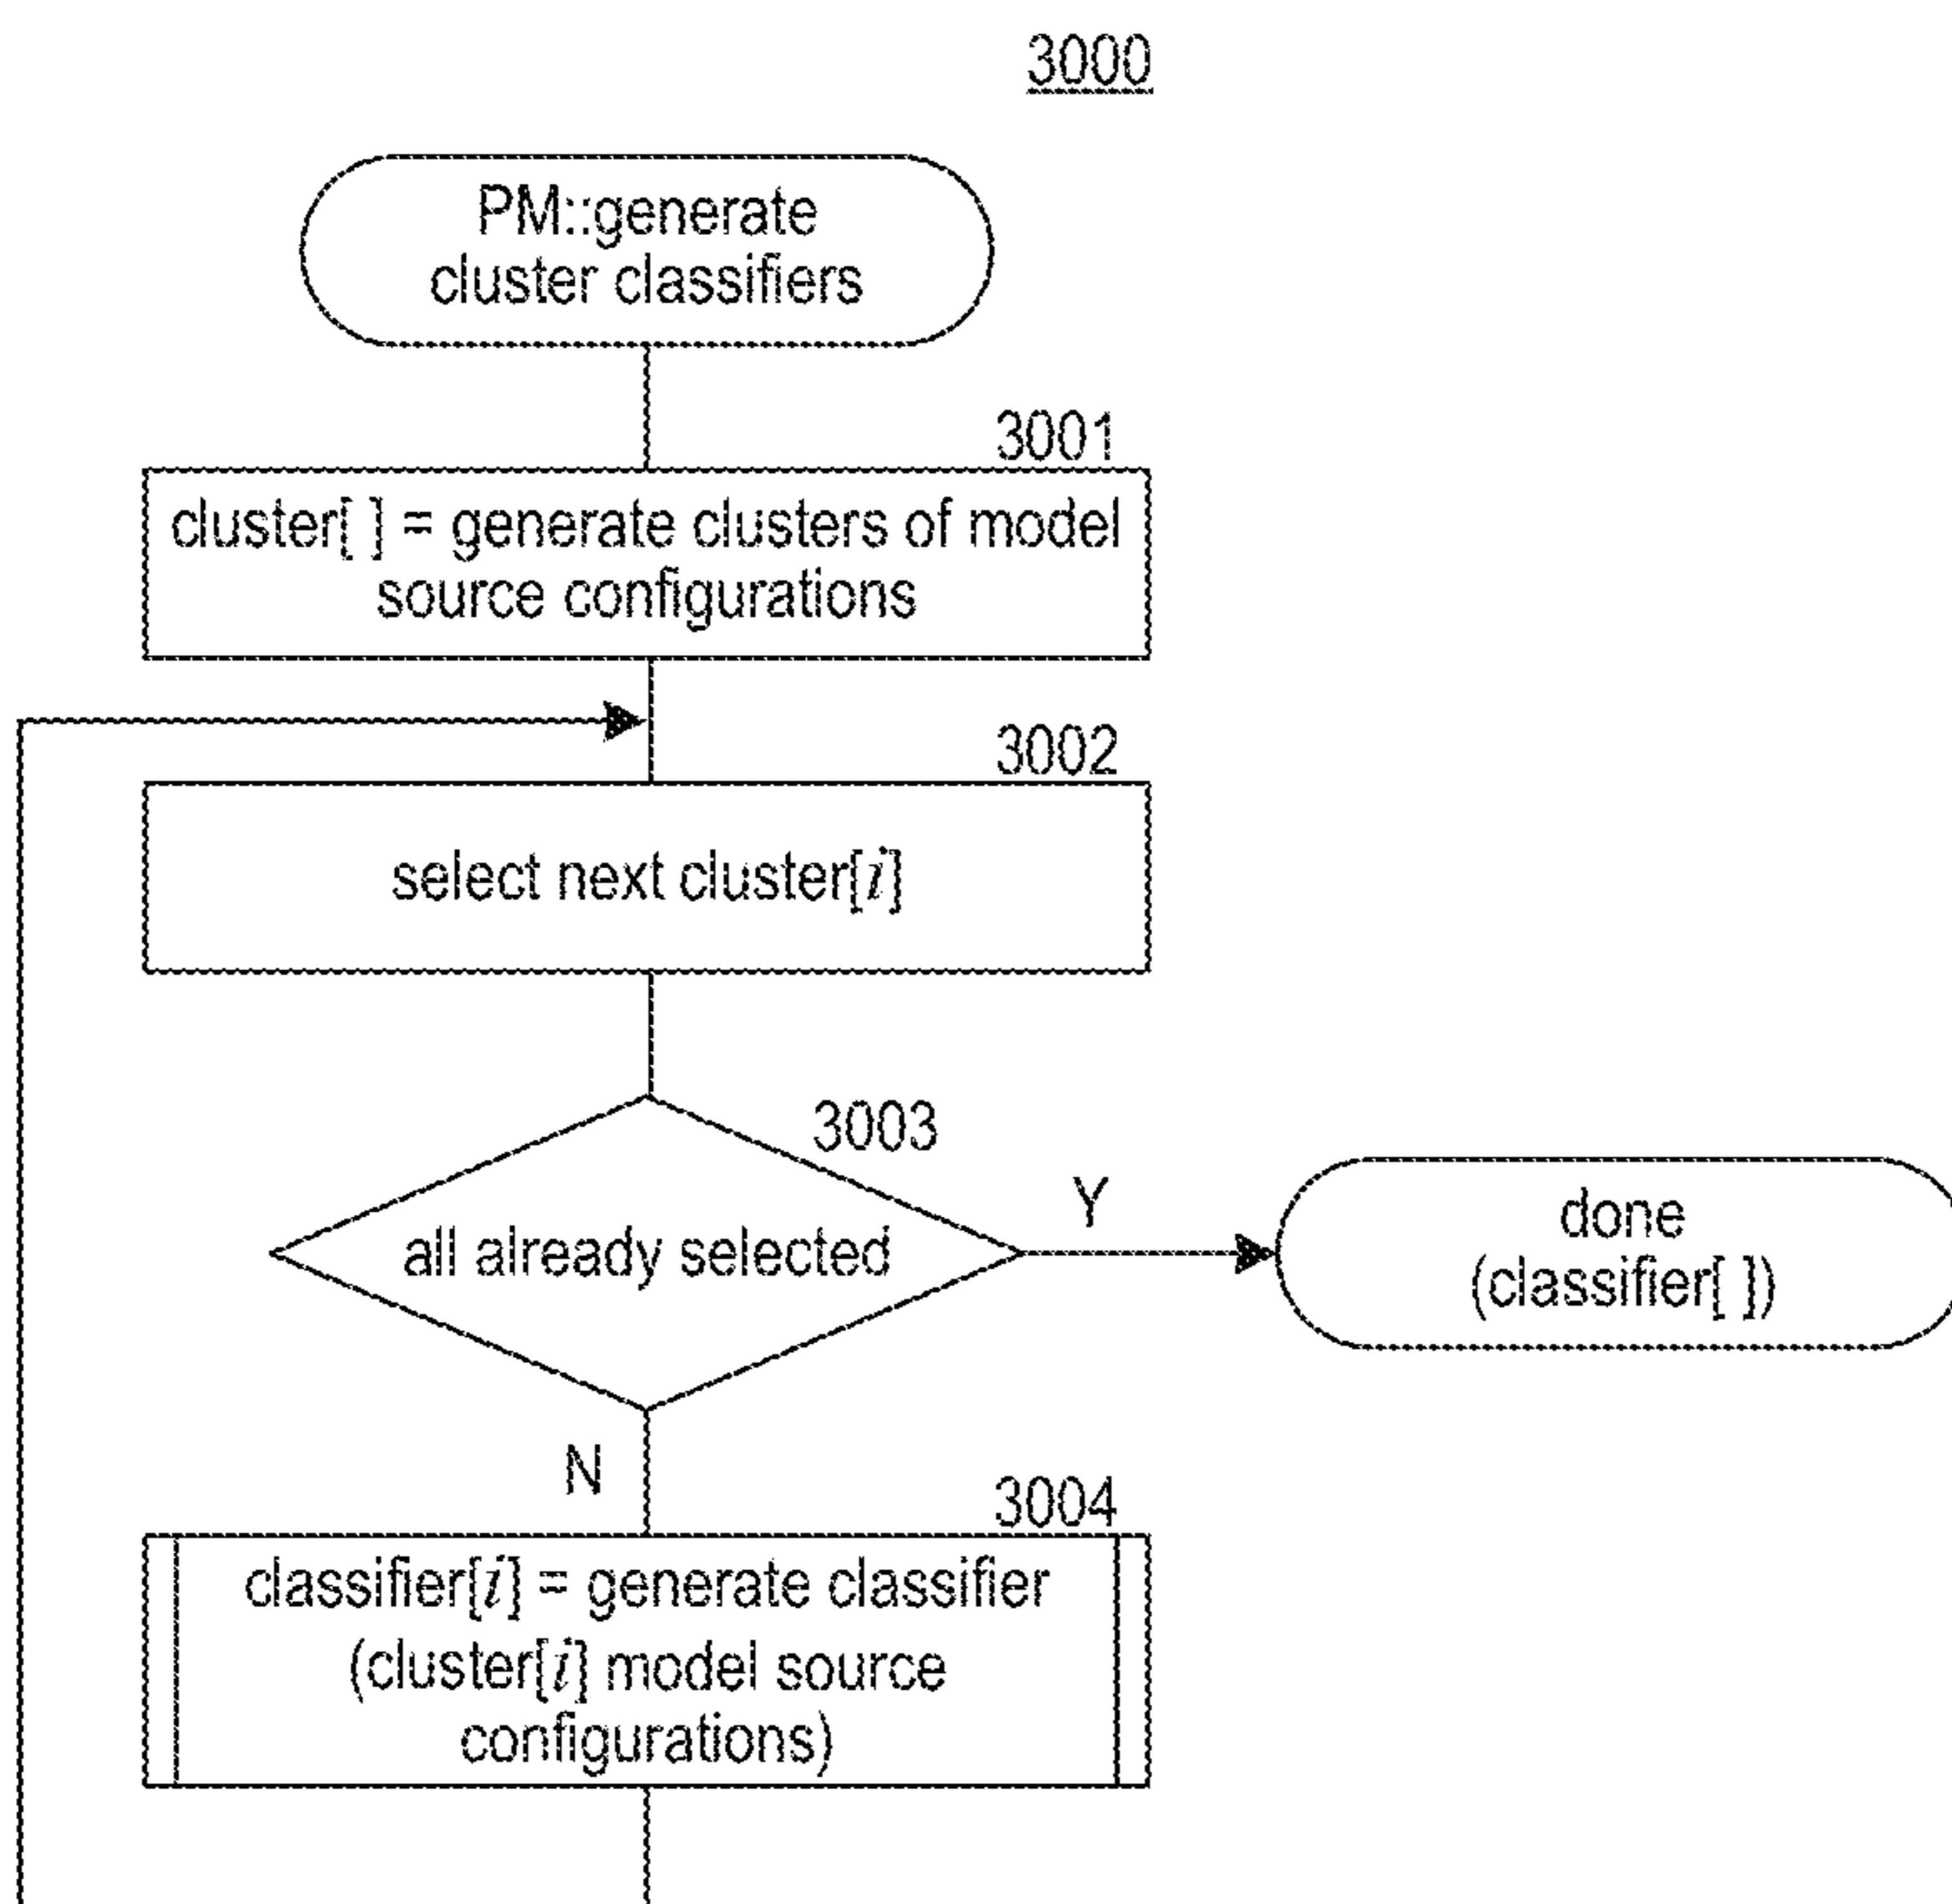 3000
PM::generate
cluster classifiers
3001
cluster[ ] = generate clusters of model
source configurations
3002
select next cluster[i]
3003
all already selected
Y
done
(classifier[ ])
N
3004
classifier[i] = generate classifier
(cluster[i] model source
configurations)